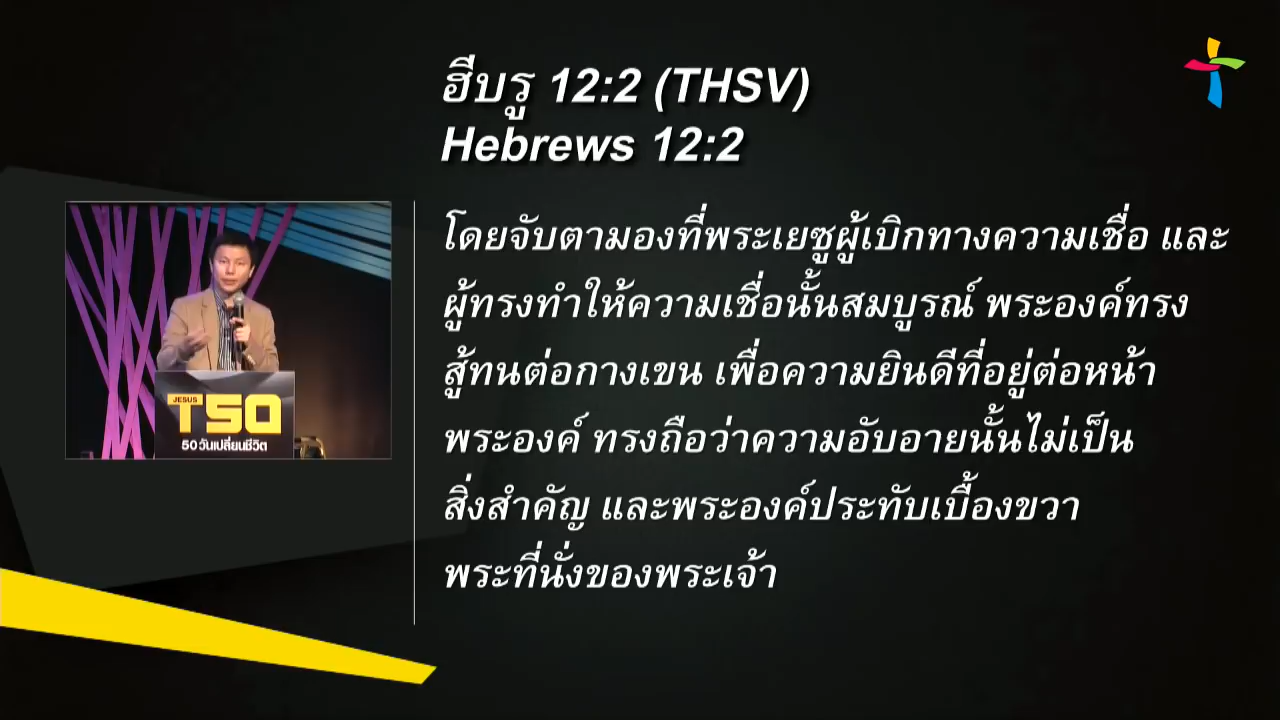 ฮีบรู 12:2 (THSV)
Hebrews 12:2
โดยจับตามองที่พระเยซูผู้เบิกทางความเชื่อ และ
ผู้ทรงทำให้ความเชื่อนั้นสมบูรณ์ พระองค์ทรง
สู้ทนต่อกางเขน เพื่อความยินดีที่อยู่ต่อหน้า
พระองค์ ทรงถือว่าความอับอายนั้นไม่เป็น
สิ่งสำคัญ และพระองค์ประทับเบื้องขวา
พระที่นั่งของพระเจ้า
JESUS
T50
50 วันเปลี่ยนชีวิต